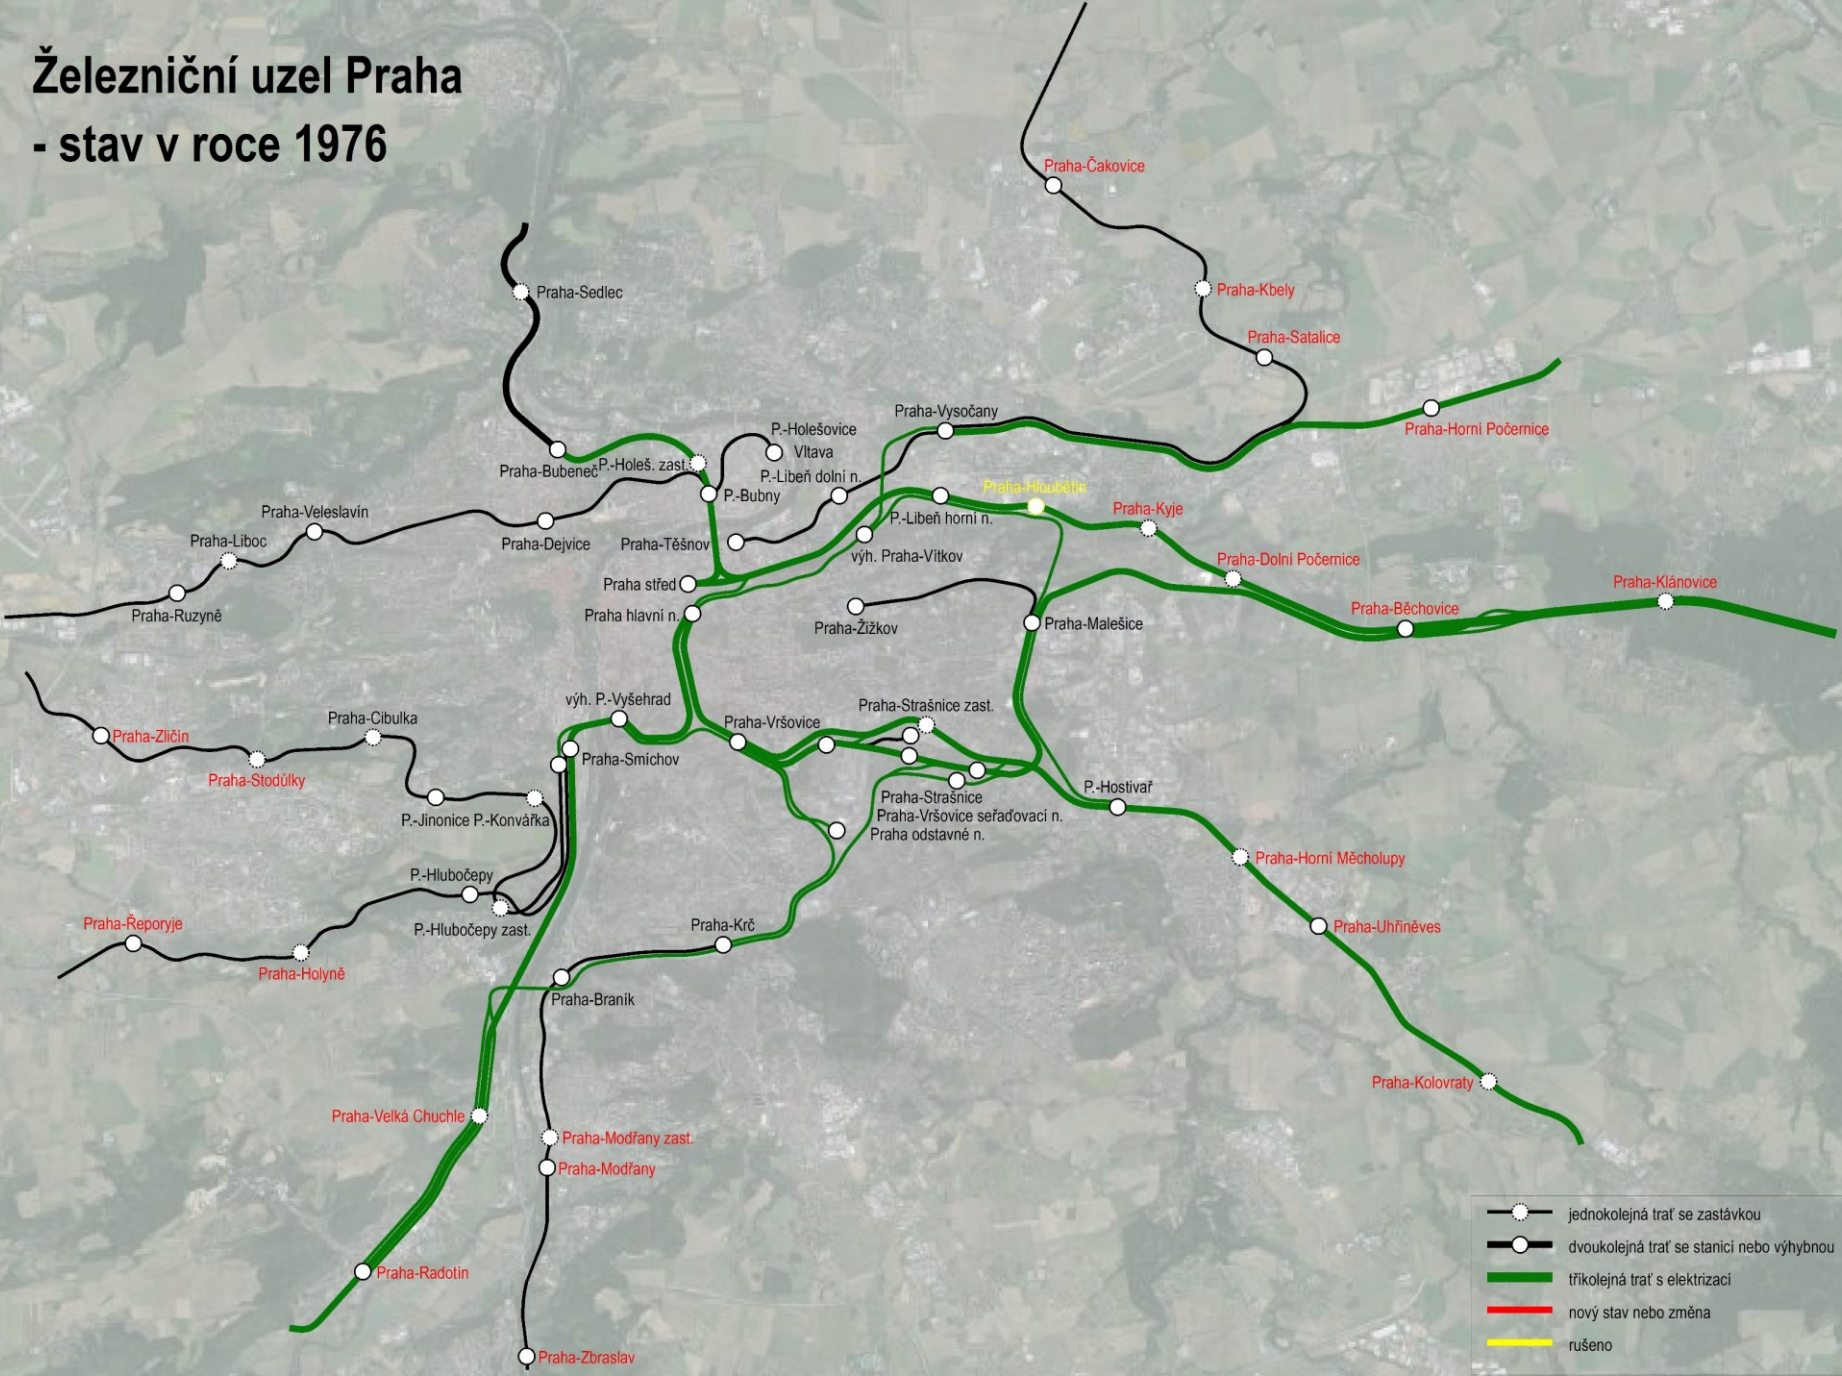 Železniční uzel Praha
- stav v roce 1976
Praha-Čakovice
Praha-Sedlec
Praha-Kbely
Praha-Satalice
Praha-Vysočany
P.-Holešovice
Vltava
Praha-Horní Počernice
Praha-Bubeneč
P.-Holeš. zast.
P.-Libeň dolní n.
P.-Bubny
Praha-Hloubětín
Praha-Veleslavín
P.-Libeň horní n.
Praha-Kyje
Praha-Liboc
Praha-Dejvice
Praha-Těšnov
výh. Praha-Vítkov
Praha-Dolní Počernice
Praha střed
Praha-Klánovice
Praha-Ruzyně
Praha hlavní n.
Praha-Žižkov
Praha-Malešice
Praha-Běchovice
výh. P.-Vyšehrad
Praha-Strašnice zast.
Praha-Cibulka
Praha-Vršovice
Praha-Zličín
Praha-Smíchov
Praha-Stodůlky
P.-Hostivař
Praha-Strašnice
P.-Jinonice
P.-Konvářka
Praha-Vršovice seřaďovací n.
Praha odstavné n.
Praha-Horní Měcholupy
P.-Hlubočepy
Praha-Řeporyje
P.-Hlubočepy zast.
Praha-Krč
Praha-Uhříněves
Praha-Holyně
Praha-Braník
Praha-Kolovraty
Praha-Velká Chuchle
Praha-Modřany zast.
Praha-Modřany
Praha-Radotín
Praha-Zbraslav
jednokolejná trať se zastávkou
dvoukolejná trať se stanicí nebo výhybnou
tříkolejná trať s elektrizací
nový stav nebo změna
rušeno